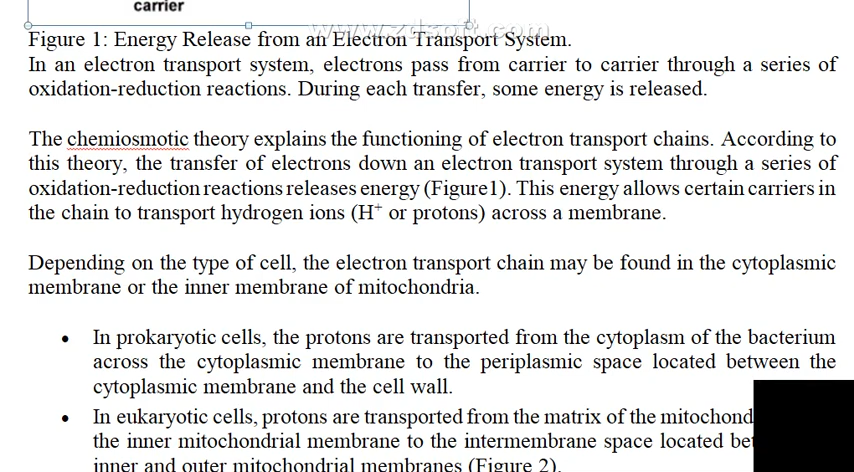 carrier
www.zdsoft.com
Figure 1: Energy Release from an Electron Transport System.
In an electron transport system, electrons pass from carrier to carrier through a series of
oxidation-reduction reactions. During each transfer, some energy is released.
The chemiosmotic theory explains the functioning of electron transport chains. According to
this theory, the transfer of electrons down an electron transport system through a series of
oxidation-reduction reactions releases energy (Figure1). This energy allows certain carriers in
the chain to transport hydrogen ions (H⁺ or protons) across a membrane.
Depending on the type of cell, the electron transport chain may be found in the cytoplasmic
membrane or the inner membrane of mitochondria.
• In prokaryotic cells, the protons are transported from the cytoplasm of the bacterium
across the cytoplasmic membrane to the periplasmic space located between the
cytoplasmic membrane and the cell wall.
• In eukaryotic cells, protons are transported from the matrix of the
the inner mitochondrial membrane to the intermembrane space located
inner and outer mitochondrial membranes (Figure 2).